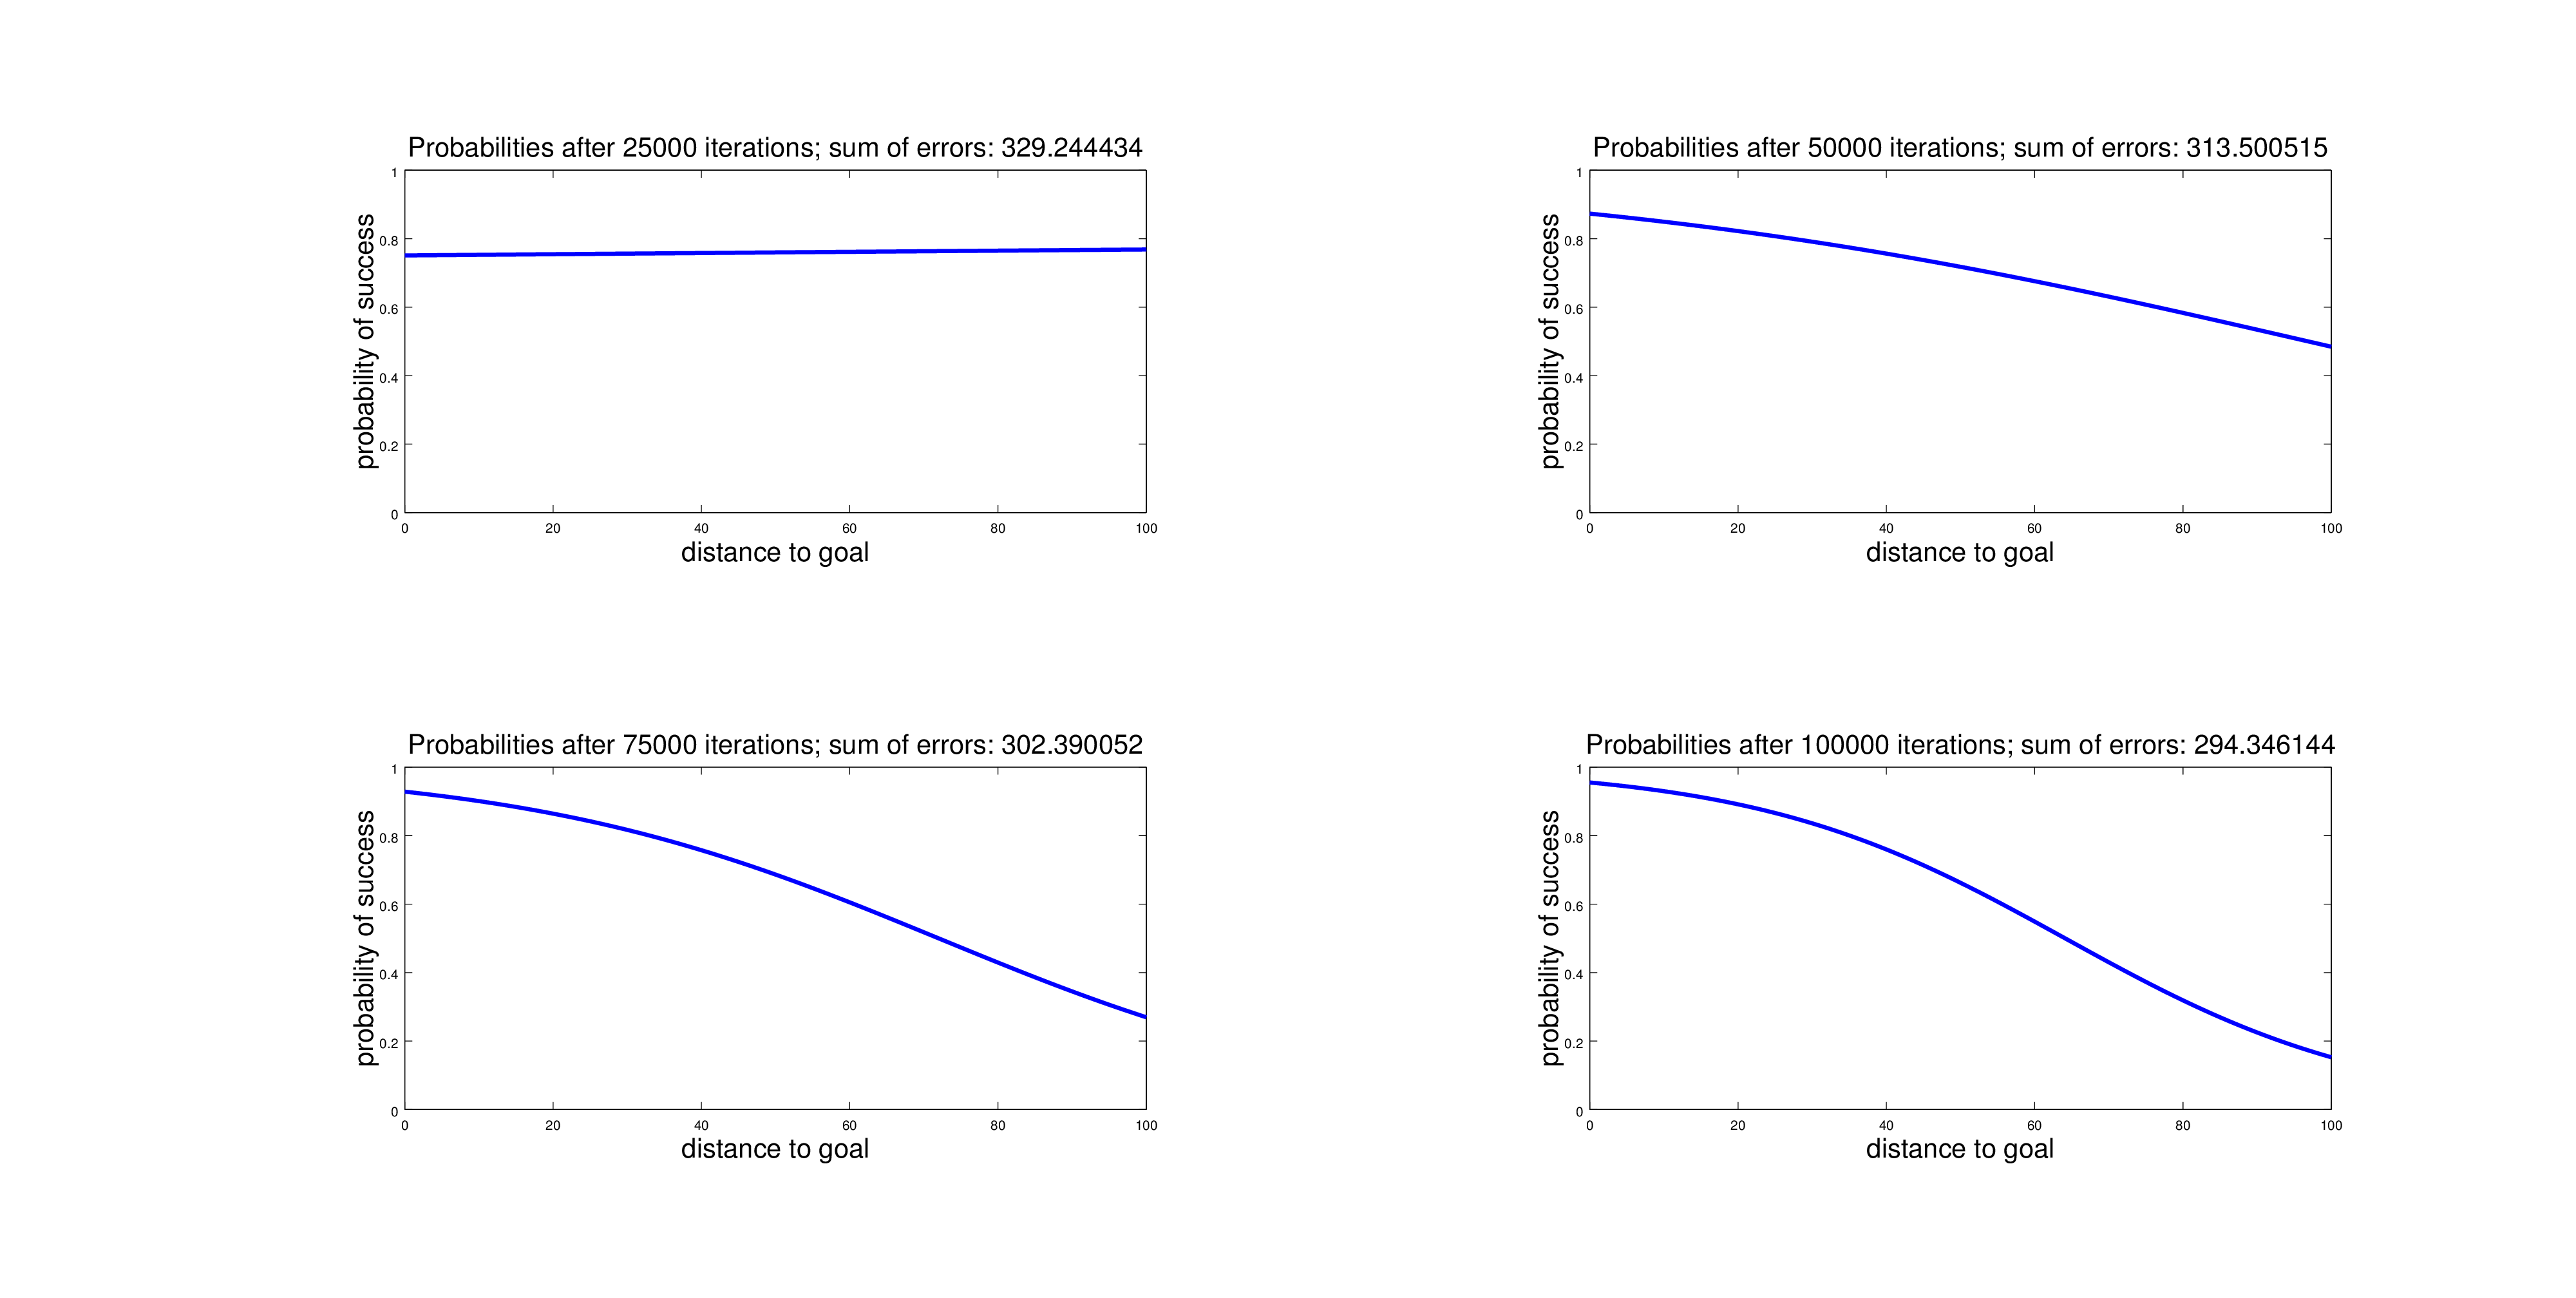 Probabilities after 25000 iterations; sum of errors: 329.244434
probability of success
1
0.8
0.6
0.4
0.2
0
0 20 40 60 80 100
distance to goal
Probabilities after 50000 iterations; sum of errors: 313.500515
probability of success
1
0.8
0.6
0.4
0.2
0
0 20 40 60 80 100
distance to goal
Probabilities after 75000 iterations; sum of errors: 302.390052
probability of success
1
0.8
0.6
0.4
0.2
0
0 20 40 60 80 100
distance to goal
Probabilities after 100000 iterations; sum of errors: 294.346144
probability of success
1
0.8
0.6
0.4
0.2
0
0 20 40 60 80 100
distance to goal